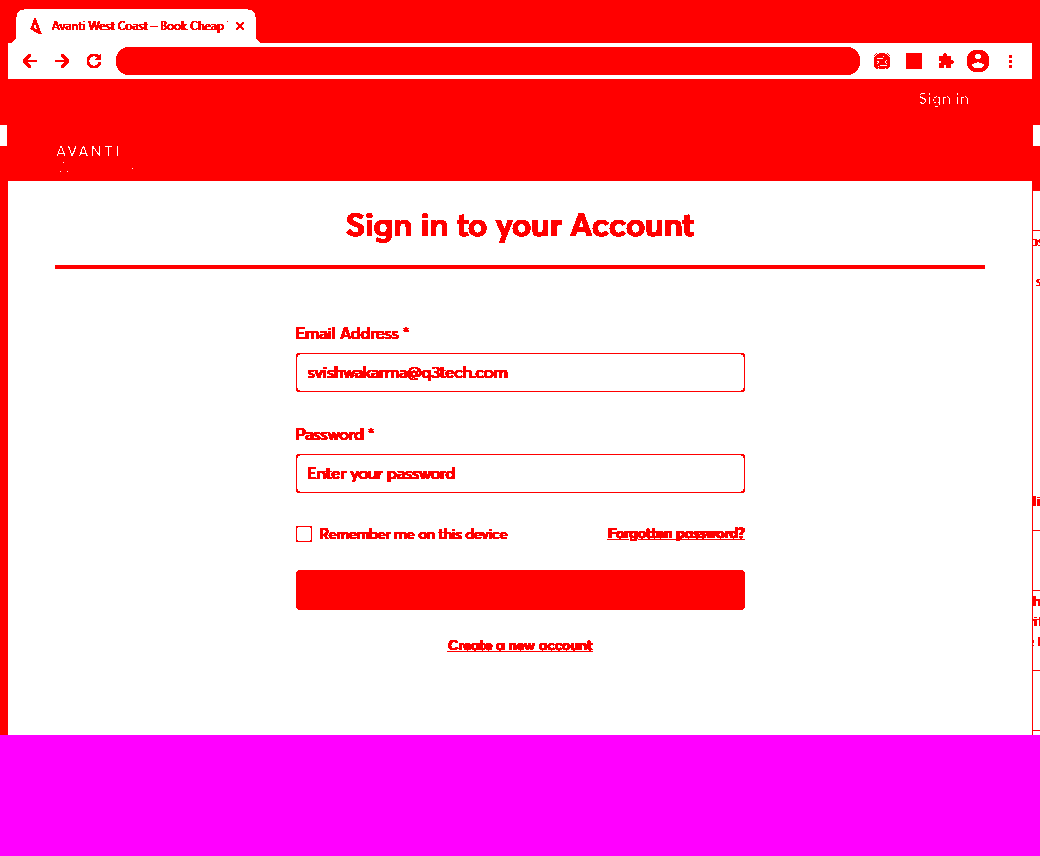 Avanti West Coast – Book Cheap
Sign in
AVANTI
Sign in to your Account
Email Address *
svishwakarma@q3tech.com
Password *
Enter your password
Remember me on this device
Forgotten password?
Create a new account